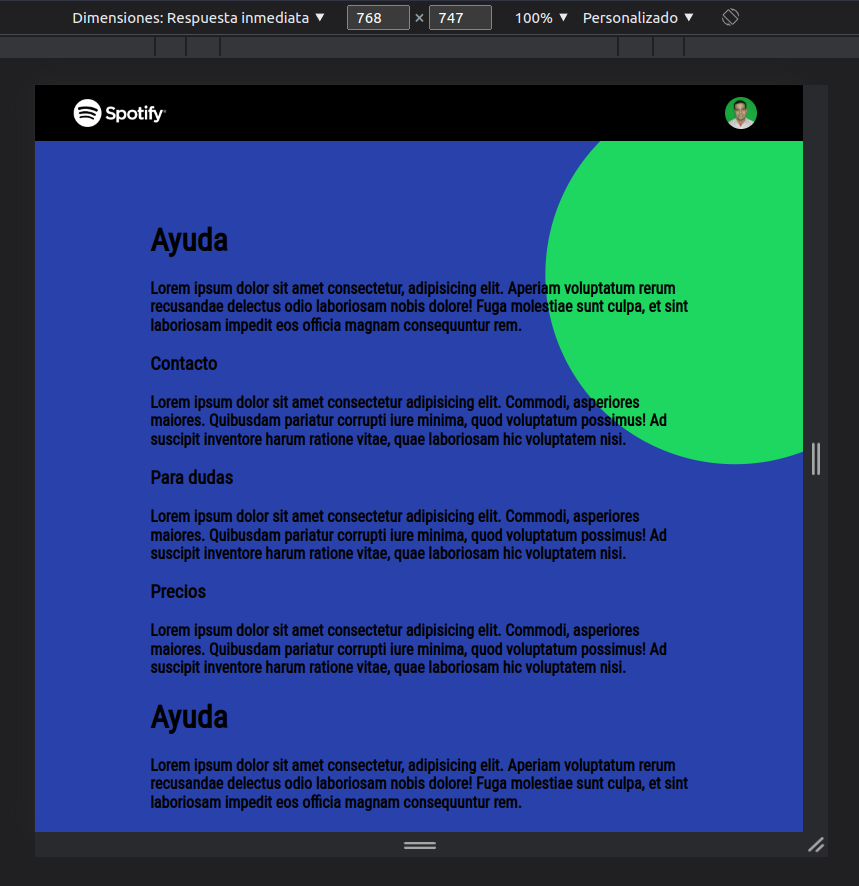 Dimensiones: Respuesta inmediata ▼ 768 × 747 100% ▼ Personalizado ▼
Spotify
Ayuda
Lorem ipsum dolor sit amet consectetur, adipisicing elit. Aperiam voluptatum rerum
recusandae delectus odio laboriosam nobis dolore! Fuga molestiae sunt culpa, et sint
laboriosam impedit eos officia magnam consequuntur rem.
Contacto
Lorem ipsum dolor sit amet consectetur adipisicing elit. Commodi, asperiores
maiores. Quibusdam pariatur corrupti iure minima, quod voluptatum possimus! Ad
suscipit inventore harum ratione vitae, quae laboriosam hic voluptatem nisi.
Para dudas
Lorem ipsum dolor sit amet consectetur adipisicing elit. Commodi, asperiores
maiores. Quibusdam pariatur corrupti iure minima, quod voluptatum possimus! Ad
suscipit inventore harum ratione vitae, quae laboriosam hic voluptatem nisi.
Precios
Lorem ipsum dolor sit amet consectetur adipisicing elit. Commodi, asperiores
maiores. Quibusdam pariatur corrupti iure minima, quod voluptatum possimus! Ad
suscipit inventore harum ratione vitae, quae laboriosam hic voluptatem nisi.
Ayuda
Lorem ipsum dolor sit amet consectetur, adipisicing elit. Aperiam voluptatum rerum
recusandae delectus odio laboriosam nobis dolore! Fuga molestiae sunt culpa, et sint
laboriosam impedit eos officia magnam consequuntur rem.